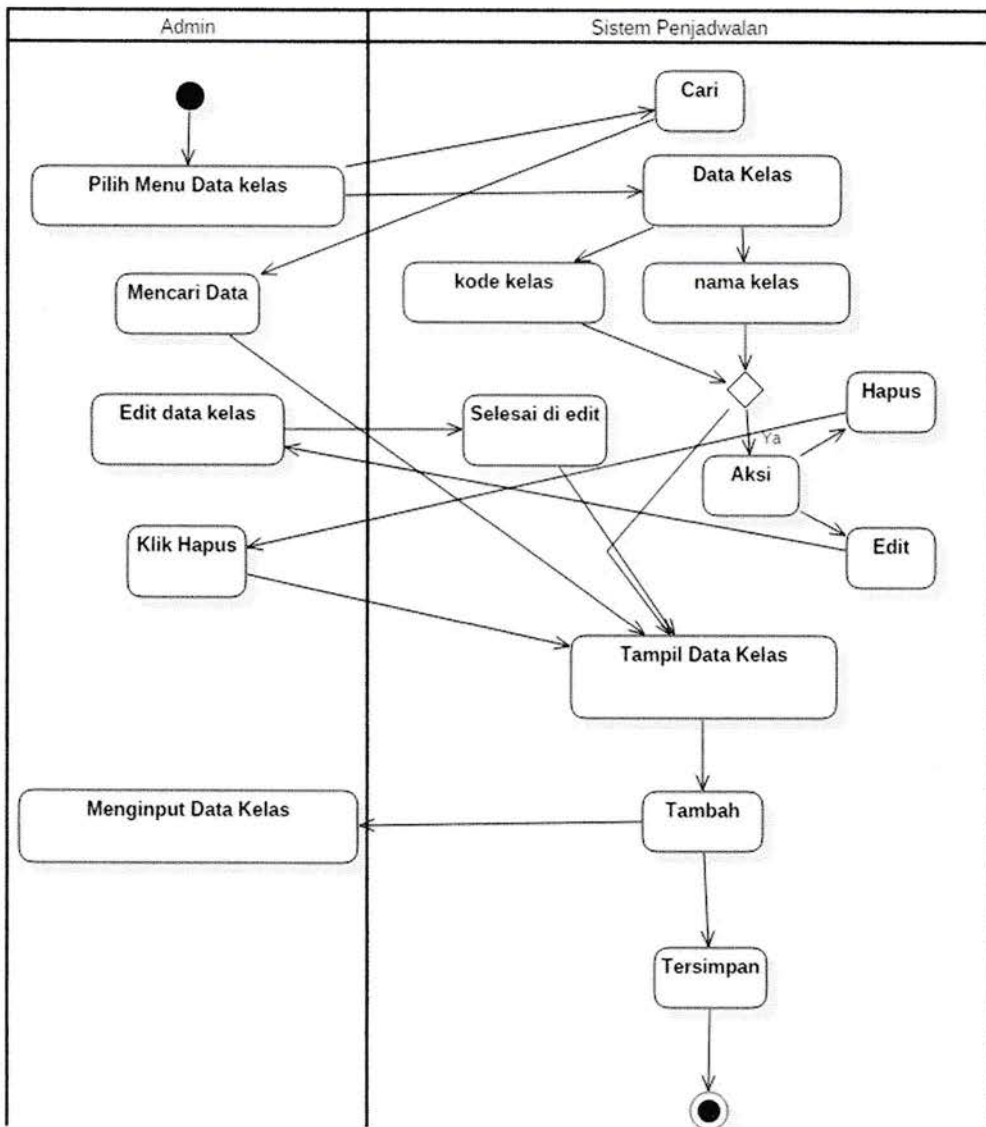 Admin
Sistem Penjadwalan
Cari
Pilih Menu Data kelas
Data Kelas
Mencari Data
kode kelas
nama kelas
Edit data kelas
Selesai di edit
Hapus
Ya
Aksi
Klik Hapus
Edit
Tampil Data Kelas
Menginput Data Kelas
Tambah
Tersimpan